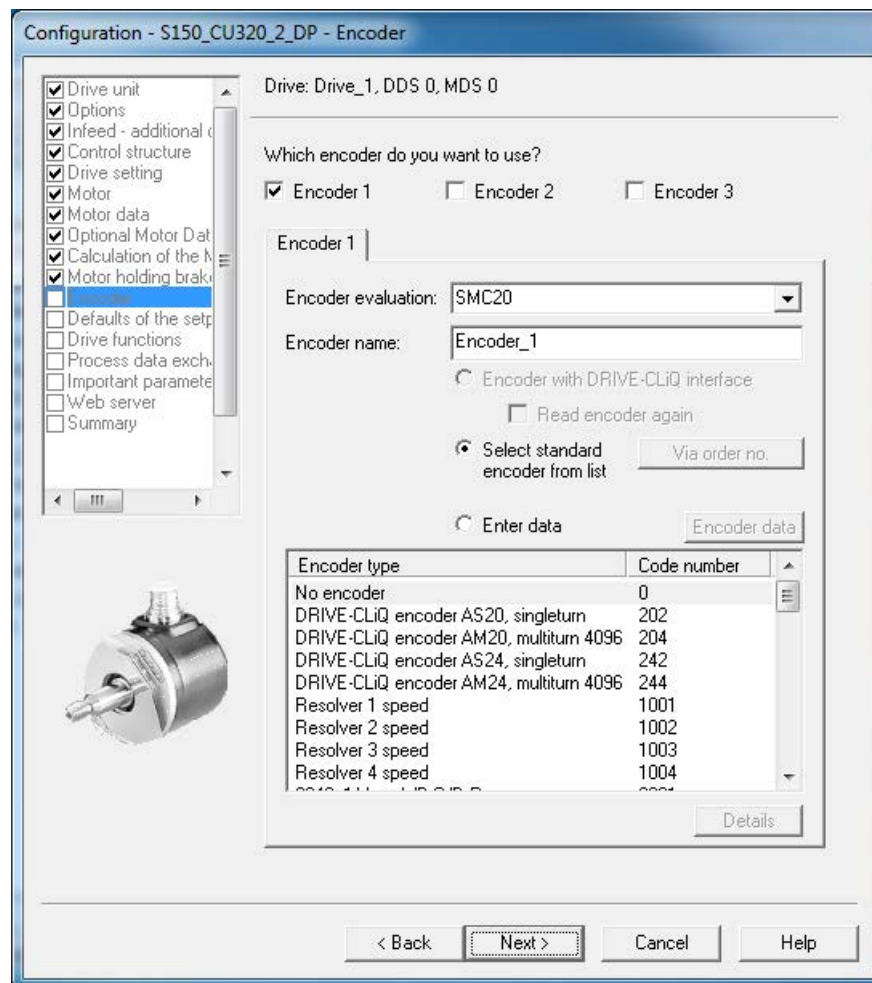 Configuration - S150_CU320_2_DP - Encoder
Drive unit
Options
Infeed - additional
Control structure
Drive setting
Motor
Motor data
Optional Motor Dat
Calculation of the
Motor holding brak
Encoder
Defaults of the setp
Drive functions
Process data exch
Important paramete
Web server
Summary
Drive: Drive_1, DDS 0, MDS 0
Which encoder do you want to use?
Encoder 1 Encoder 2 Encoder 3
Encoder 1
Encoder evaluation: SMC20
Encoder name: Encoder_1
Encoder with DRIVE-CLiQ interface
Read encoder again
Select standard
encoder from list
Via order no.
Enter data Encoder data
Encoder type Code number
No encoder 0
DRIVE-CLiQ encoder AS20, singleturn 202
DRIVE-CLiQ encoder AM20, multiturn 4096 204
DRIVE-CLiQ encoder AS24, singleturn 242
DRIVE-CLiQ encoder AM24, multiturn 4096 244
Resolver 1 speed 1001
Resolver 2 speed 1002
Resolver 3 speed 1003
Resolver 4 speed 1004
Details
< Back Next > Cancel Help